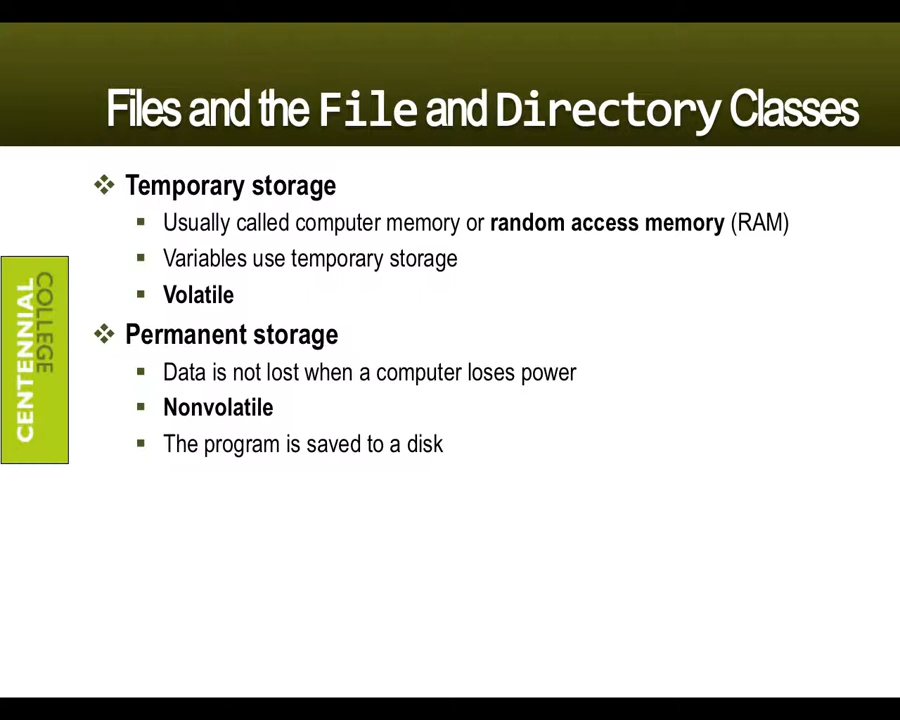 Files and the File and Directory Classes
❖ Temporary storage
▪ Usually called computer memory or random access memory (RAM)
▪ Variables use temporary storage
▪ Volatile
❖ Permanent storage
▪ Data is not lost when a computer loses power
▪ Nonvolatile
▪ The program is saved to a disk
CENTENNIAL
COLLEGE